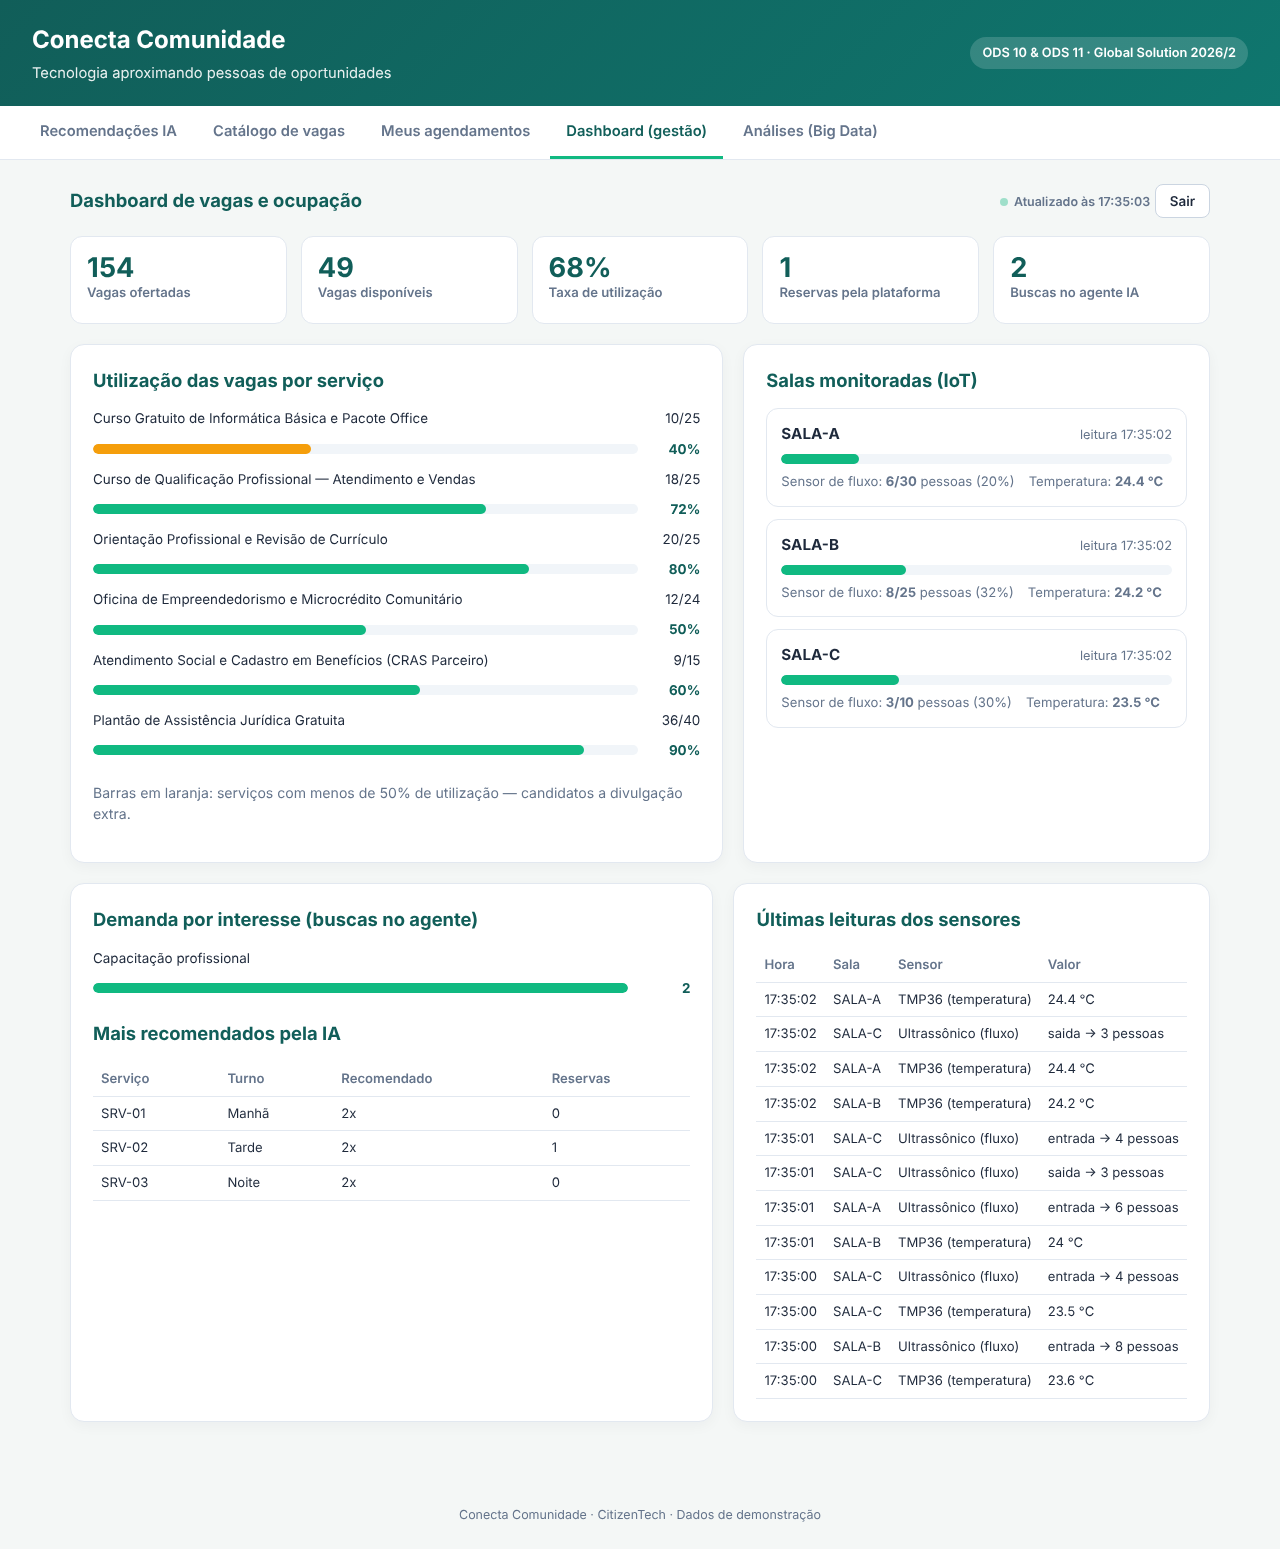 Conecta Comunidade
Tecnologia aproximando pessoas de oportunidades
ODS 10 & ODS 11 · Global Solution 2026/2
Recomendações IA
Catálogo de vagas
Meus agendamentos
Dashboard (gestão)
Análises (Big Data)
Dashboard de vagas e ocupação
Atualizado às 17:35:03
Sair
154
Vagas ofertadas
49
Vagas disponíveis
68%
Taxa de utilização
1
Reservas pela plataforma
2
Buscas no agente IA
Utilização das vagas por serviço
Curso Gratuito de Informática Básica e Pacote Office 10/25
40%
Curso de Qualificação Profissional — Atendimento e Vendas 18/25
72%
Orientação Profissional e Revisão de Currículo 20/25
80%
Oficina de Empreendedorismo e Microcrédito Comunitário 12/24
50%
Atendimento Social e Cadastro em Benefícios (CRAS Parceiro) 9/15
60%
Plantão de Assistência Jurídica Gratuita 36/40
90%
Barras em laranja: serviços com menos de 50% de utilização — candidatos a divulgação
extra.
Salas monitoradas (IoT)
SALA-A leitura 17:35:02
Sensor de fluxo: 6/30 pessoas (20%) Temperatura: 24.4 °C
SALA-B leitura 17:35:02
Sensor de fluxo: 8/25 pessoas (32%) Temperatura: 24.2 °C
SALA-C leitura 17:35:02
Sensor de fluxo: 3/10 pessoas (30%) Temperatura: 23.5 °C
Demanda por interesse (buscas no agente)
Capacitação profissional
2
Mais recomendados pela IA
Serviço Turno Recomendado Reservas
SRV-01 Manhã 2x 0
SRV-02 Tarde 2x 1
SRV-03 Noite 2x 0
Últimas leituras dos sensores
Hora Sala Sensor Valor
17:35:02 SALA-A TMP36 (temperatura) 24.4 °C
17:35:02 SALA-C Ultrassônico (fluxo) saida → 3 pessoas
17:35:02 SALA-A TMP36 (temperatura) 24.4 °C
17:35:02 SALA-B TMP36 (temperatura) 24.2 °C
17:35:01 SALA-C Ultrassônico (fluxo) entrada → 4 pessoas
17:35:01 SALA-C Ultrassônico (fluxo) saida → 3 pessoas
17:35:01 SALA-A Ultrassônico (fluxo) entrada → 6 pessoas
17:35:01 SALA-B TMP36 (temperatura) 24 °C
17:35:00 SALA-C Ultrassônico (fluxo) entrada → 4 pessoas
17:35:00 SALA-C TMP36 (temperatura) 23.5 °C
17:35:00 SALA-B Ultrassônico (fluxo) entrada → 8 pessoas
17:35:00 SALA-C TMP36 (temperatura) 23.6 °C
Conecta Comunidade · CitizenTech · Dados de demonstração